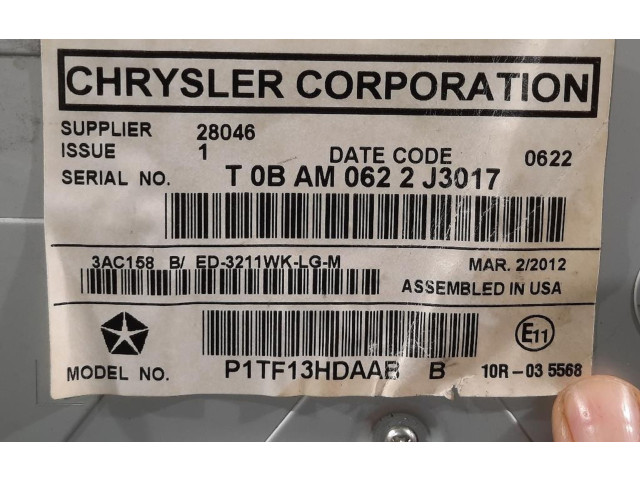 CHRYSLER CORPORATION
SUPPLIER 28046
ISSUE 1 DATE CODE 0622
SERIAL NO. T 0B AM 062 2 J3017
3AC158 B/ ED-3211WK-LG-M MAR. 2/2012
ASSEMBLED IN USA
E11
MODEL NO. P1TF13HDAAB B 10R-03 5568